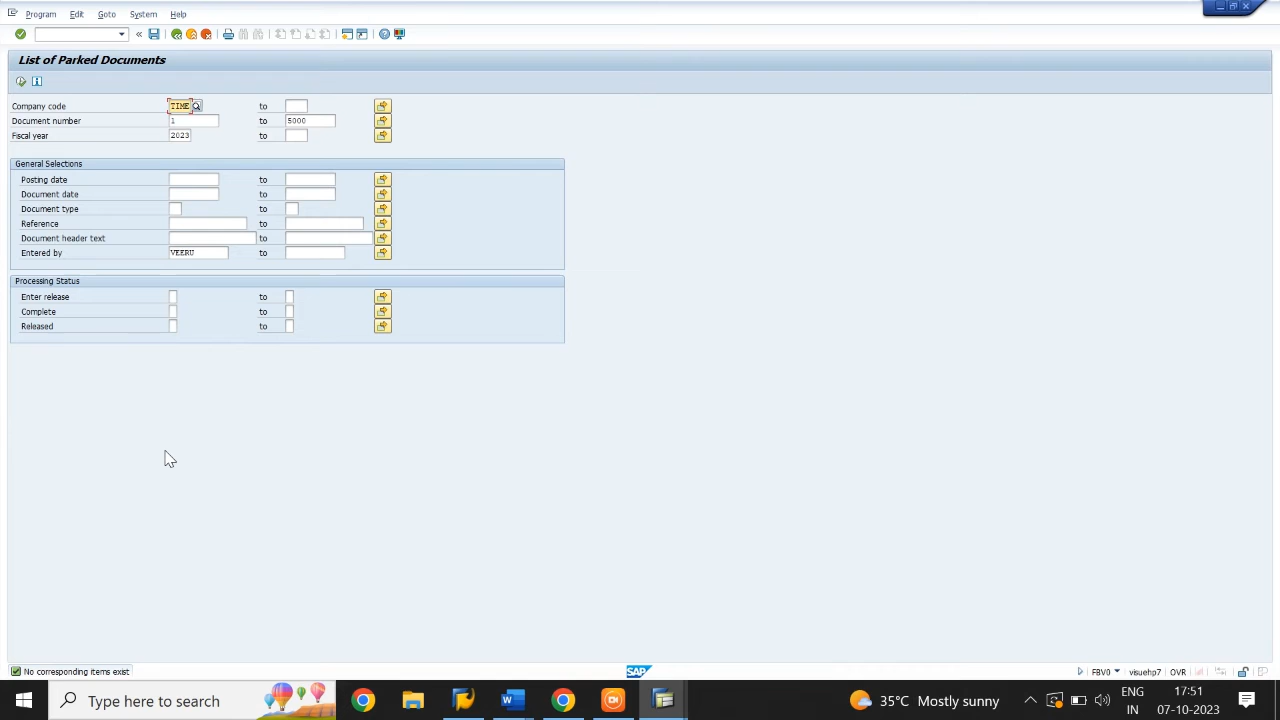 Program Edit Goto System Help
List of Parked Documents
Company code TIME to
Document number 1 to 5000
Fiscal year 2023 to
General Selections
Posting date to
Document date to
Document type to
Reference to
Document header text to
Entered by VEERU to
Processing Status
Enter release to
Complete to
Released to
No corresponding items exist SAP FBV0 visuehp7 OVR
Type here to search 35°C Mostly sunny ENG IN 17:51 07-10-2023